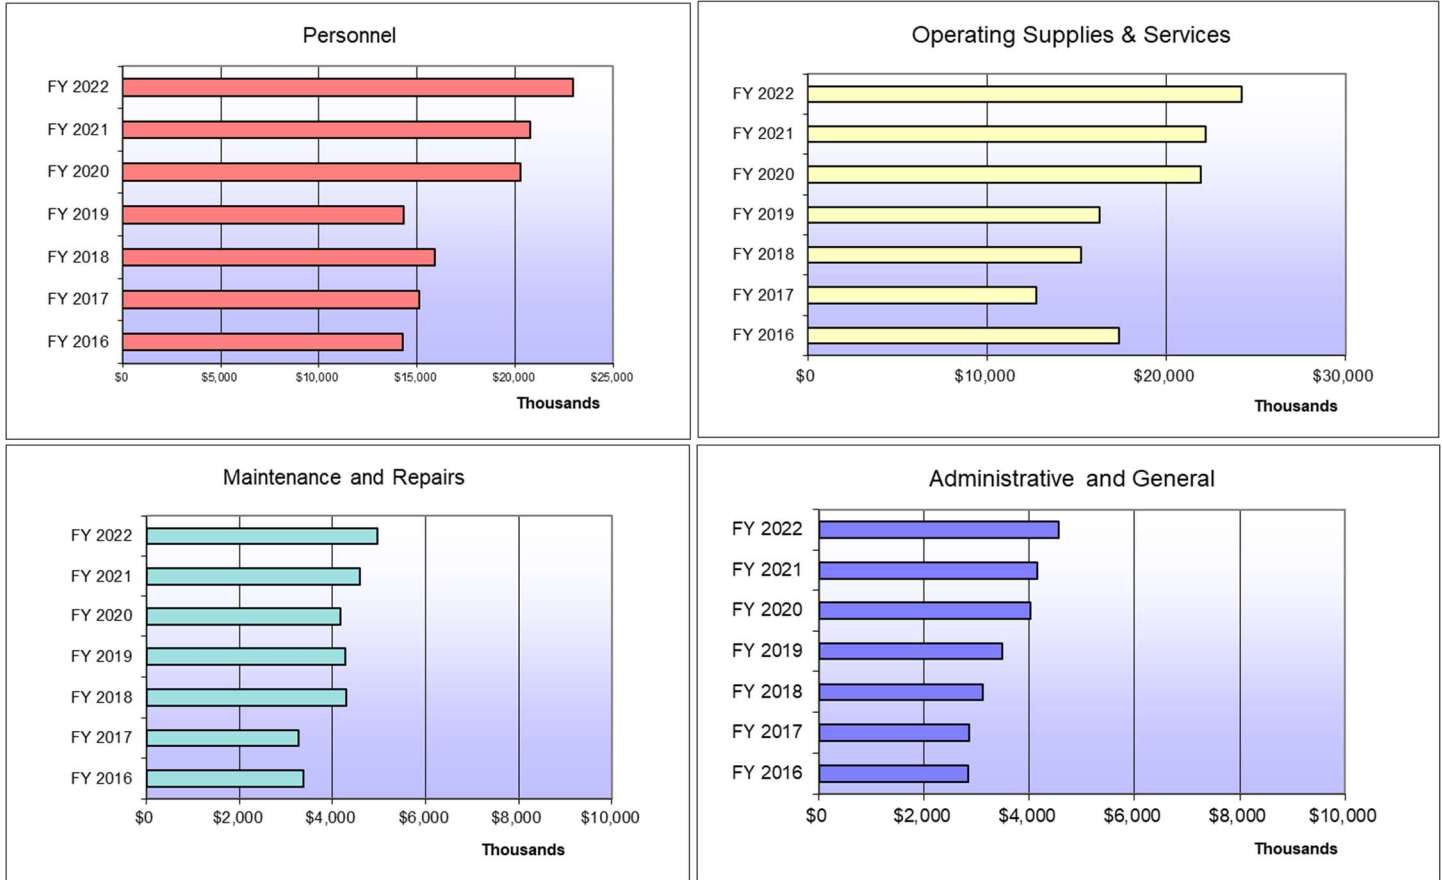 Personnel
FY 2022
FY 2021
FY 2020
FY 2019
FY 2018
FY 2017
FY 2016
$0 $5,000 $10,000 $15,000 $20,000 $25,000
Thousands
Operating Supplies & Services
FY 2022
FY 2021
FY 2020
FY 2019
FY 2018
FY 2017
FY 2016
$0 $10,000 $20,000 $30,000
Thousands
Maintenance and Repairs
FY 2022
FY 2021
FY 2020
FY 2019
FY 2018
FY 2017
FY 2016
$0 $2,000 $4,000 $6,000 $8,000 $10,000
Thousands
Administrative and General
FY 2022
FY 2021
FY 2020
FY 2019
FY 2018
FY 2017
FY 2016
$0 $2,000 $4,000 $6,000 $8,000 $10,000
Thousands